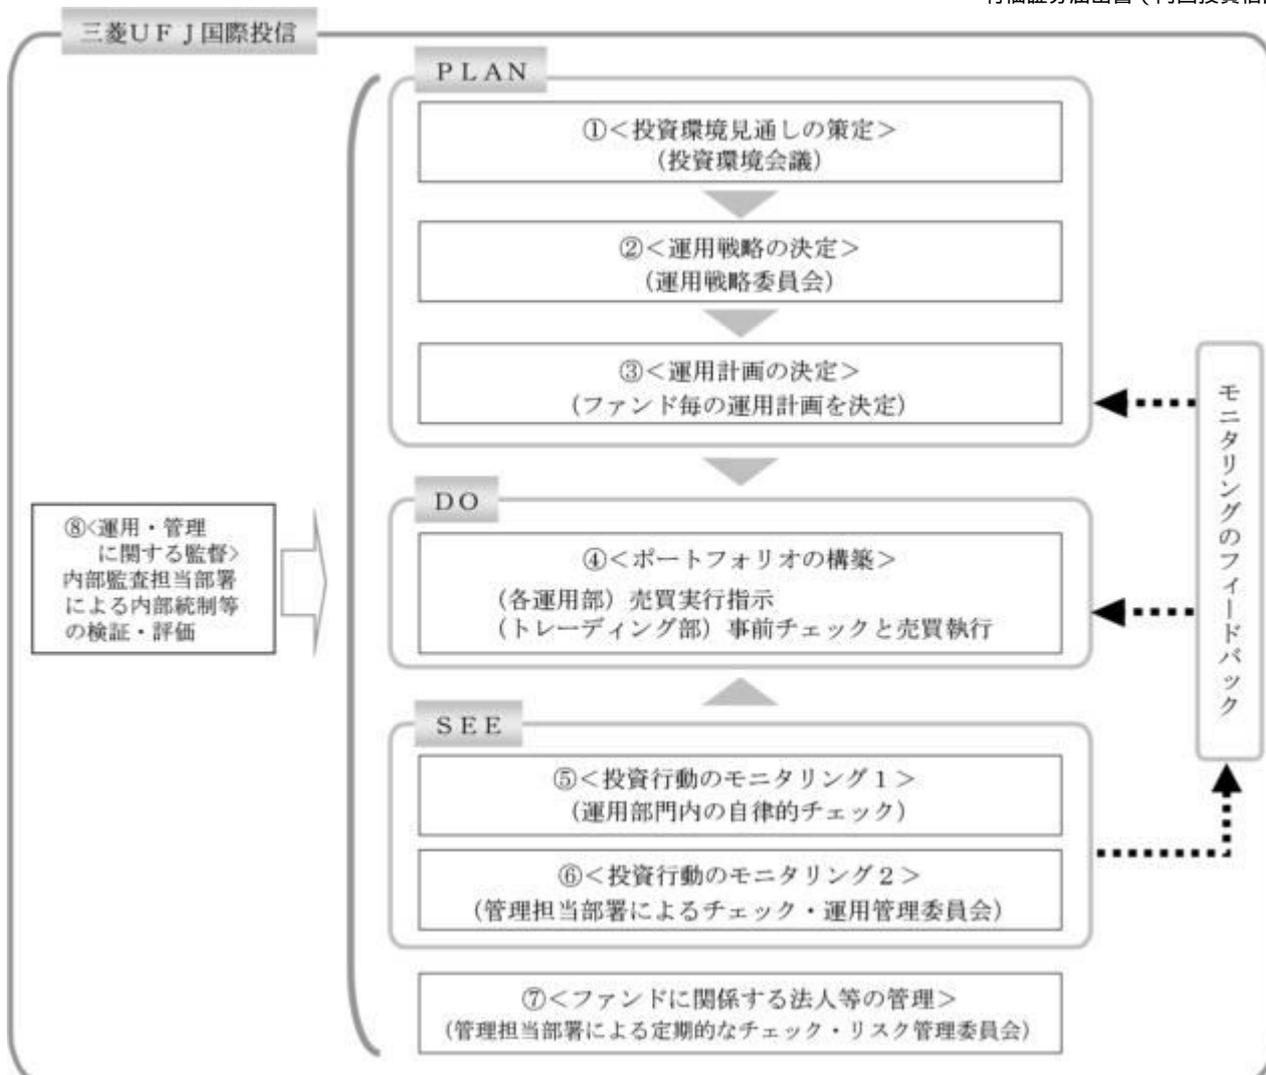 三菱ＵＦＪ国際投信
ＰＬＡＮ
①＜投資環境見通しの策定＞
（投資環境会議）
②＜運用戦略の決定＞
（運用戦略委員会）
③＜運用計画の決定＞
（ファンド毎の運用計画を決定）
ＤＯ
④＜ポートフォリオの構築＞
（各運用部）売買実行指示
（トレーディング部）事前チェックと売買執行
ＳＥＥ
⑤＜投資行動のモニタリング１＞
（運用部門内の自律的チェック）
⑥＜投資行動のモニタリング２＞
（管理担当部署によるチェック・運用管理委員会）
⑦＜ファンドに関係する法人等の管理＞
（管理担当部署による定期的なチェック・リスク管理委員会）
⑧<運用・管理
に関する監督>
内部監査担当部署
による内部統制等
の検証・評価
モニタリングのフィードバック